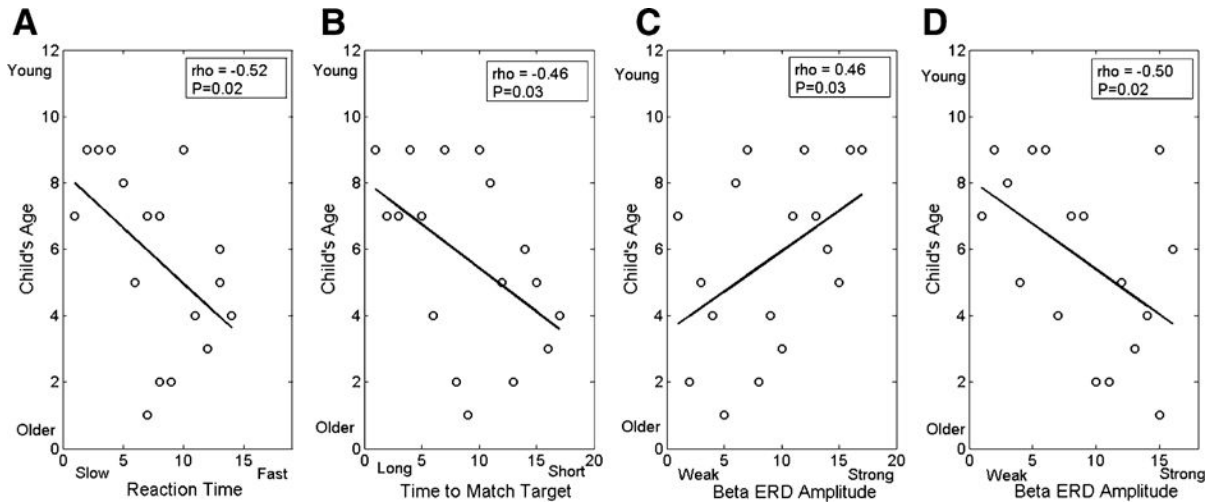 A
B
C
D
12
Young
10
8
6
4
2
Older
0
Child's Age
rho = -0.52
P=0.02
0
5
10
15
Slow
Fast
Reaction Time
12
Young
10
8
6
4
2
Older
0
Child's Age
rho = -0.46
P=0.03
0
5
10
15
20
Long
Short
Time to Match Target
12
Young
10
8
6
4
2
Older
0
Child's Age
rho = 0.46
P=0.03
0
5
10
15
20
Weak
Strong
Beta ERD Amplitude
12
Young
10
8
6
4
2
Older
0
Child's Age
rho = -0.50
P=0.02
0
5
10
15
Weak
Strong
Beta ERD Amplitude